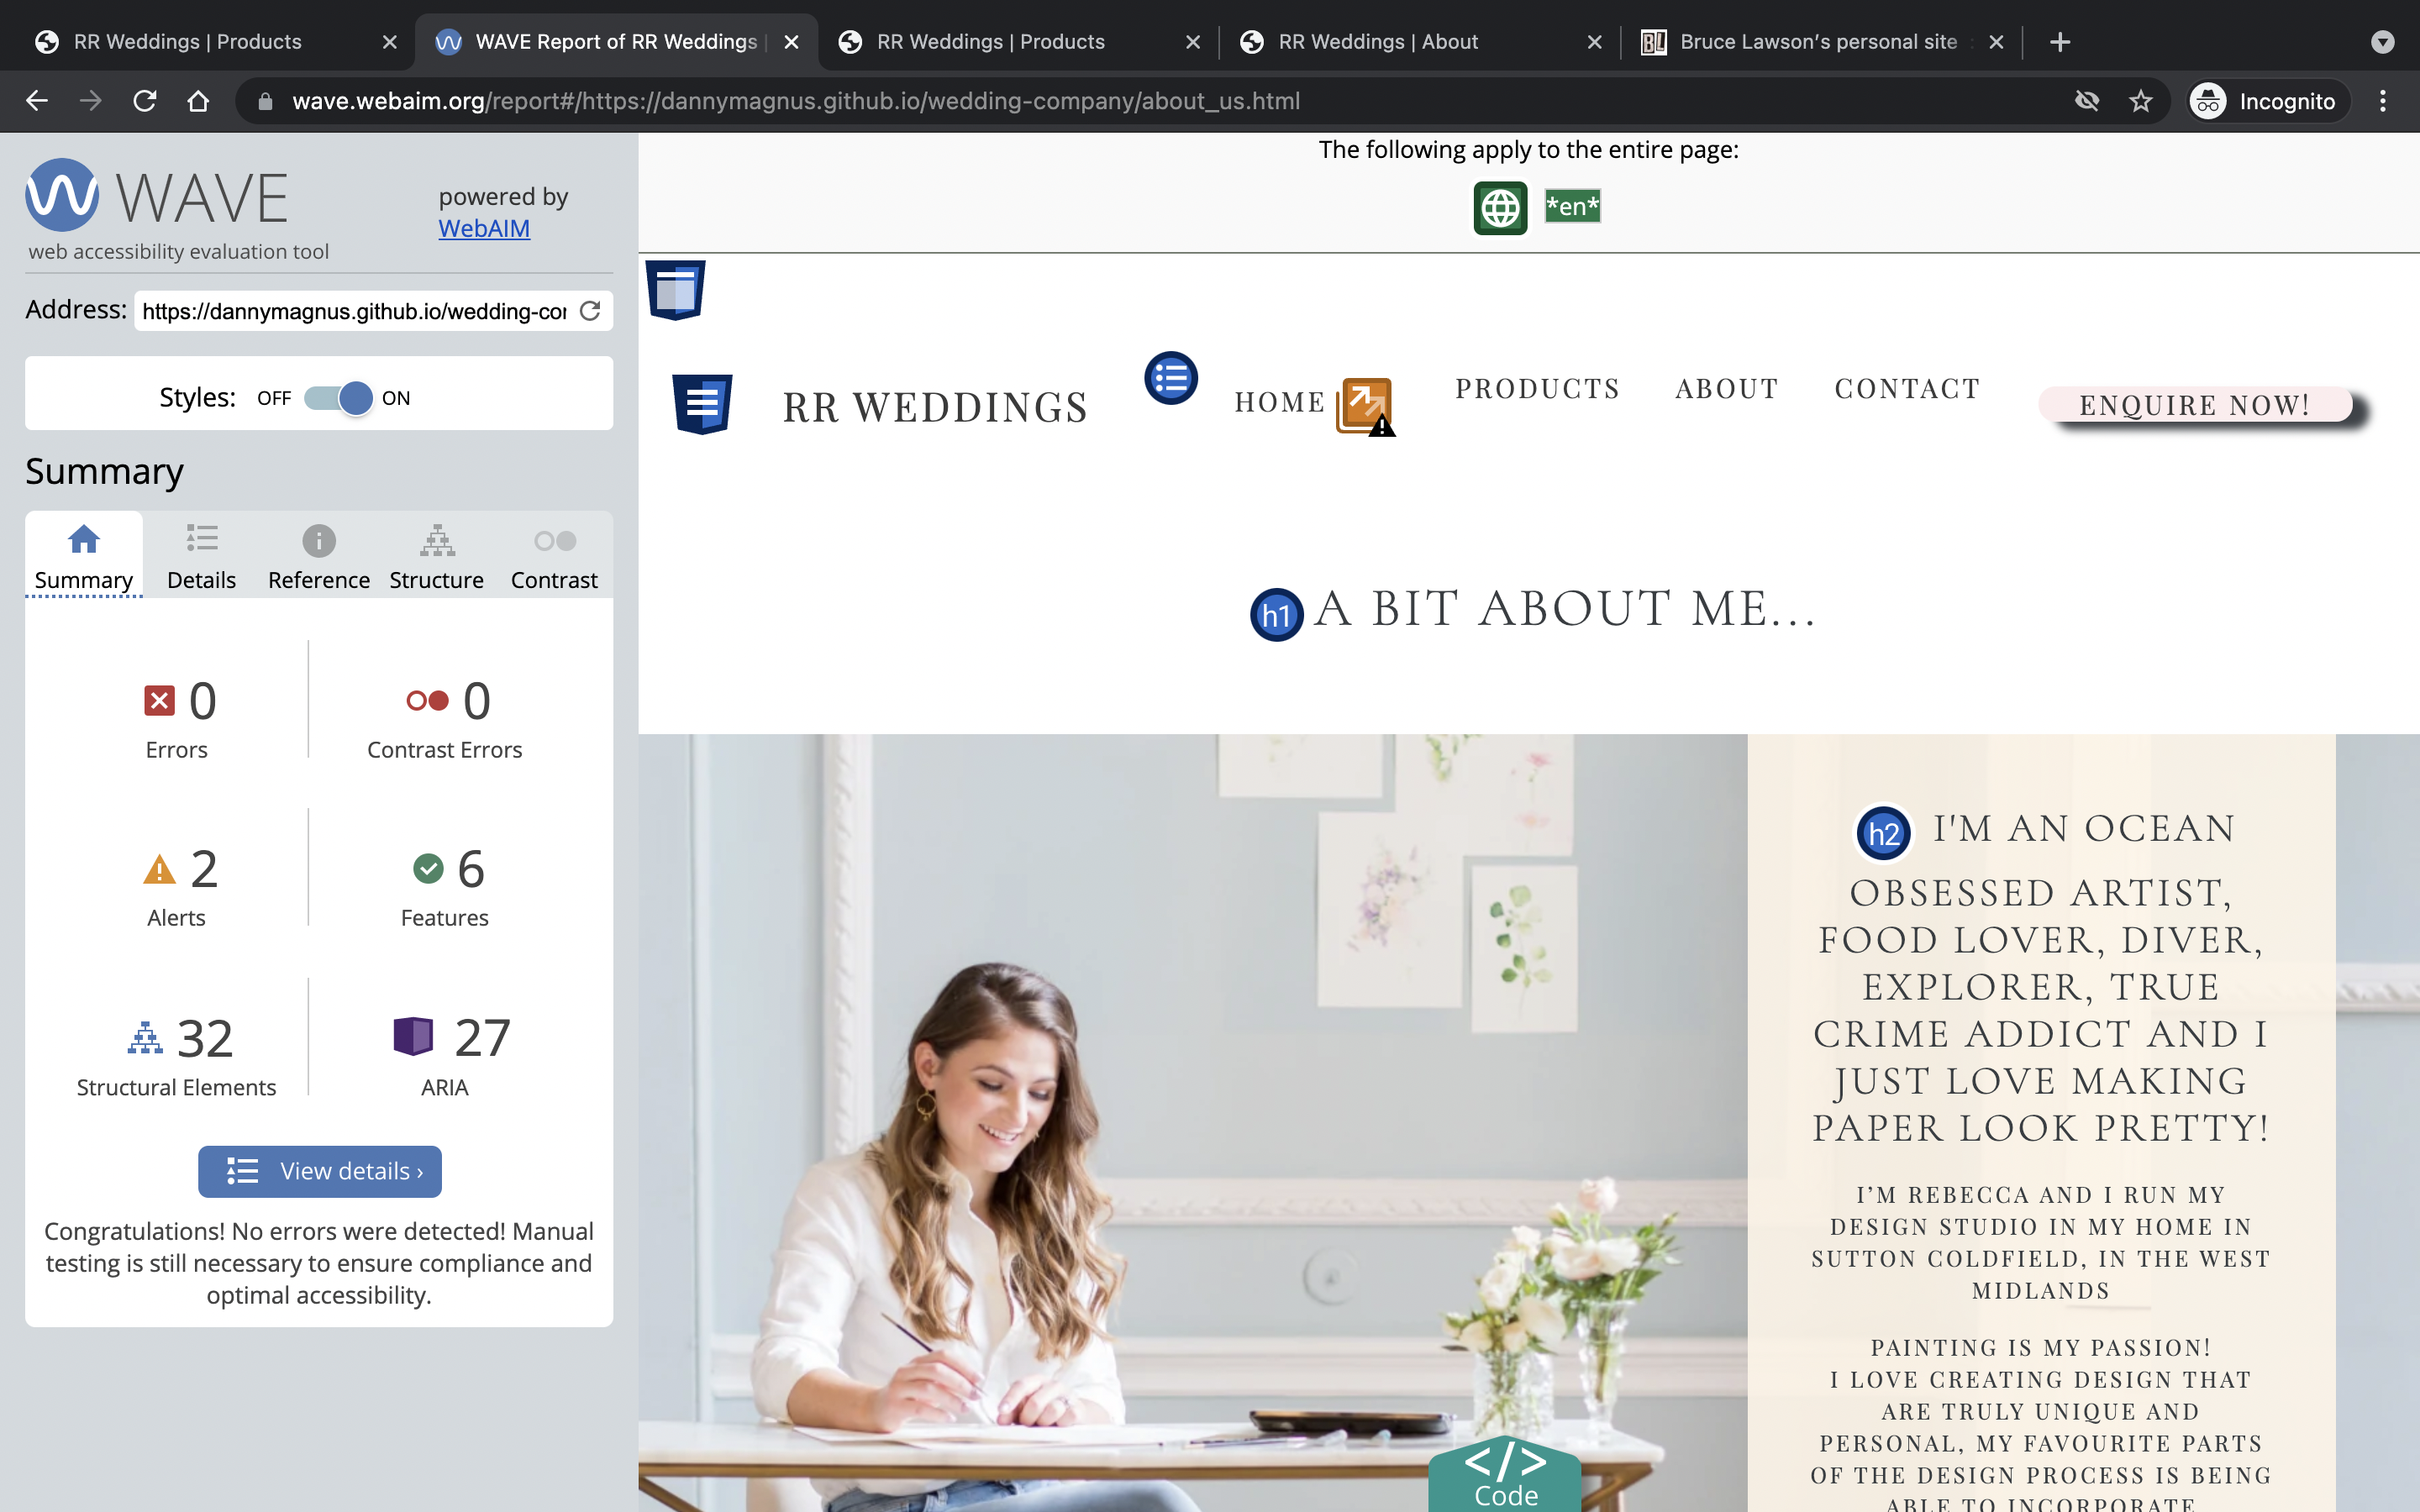 RR Weddings | Products
WAVE Report of RR Weddings |
RR Weddings | Products
RR Weddings | About
Bruce Lawson's personal site :
wave.webaim.org/report#/https://dannymagnus.github.io/wedding-company/about_us.html
Incognito
WAVE
powered by
WebAIM
web accessibility evaluation tool
Address: https://dannymagnus.github.io/wedding-cor
Styles: OFF ON
Summary
Summary
Details
Reference
Structure
Contrast
0
Errors
0
Contrast Errors
2
Alerts
6
Features
32
Structural Elements
27
ARIA
View details ›
Congratulations! No errors were detected! Manual
testing is still necessary to ensure compliance and
optimal accessibility.
The following apply to the entire page:
*en*
RR WEDDINGS
HOME
PRODUCTS
ABOUT
CONTACT
ENQUIRE NOW!
h1 A BIT ABOUT ME...
h2 I'M AN OCEAN
OBSESSED ARTIST,
FOOD LOVER, DIVER,
EXPLORER, TRUE
CRIME ADDICT AND I
JUST LOVE MAKING
PAPER LOOK PRETTY!
I'M REBECCA AND I RUN MY
DESIGN STUDIO IN MY HOME IN
SUTTON COLDFIELD, IN THE WEST
MIDLANDS
PAINTING IS MY PASSION!
I LOVE CREATING DESIGN THAT
ARE TRULY UNIQUE AND
PERSONAL, MY FAVOURITE PARTS
OF THE DESIGN PROCESS IS BEING
ABLE TO INCORPORATE
</>
Code